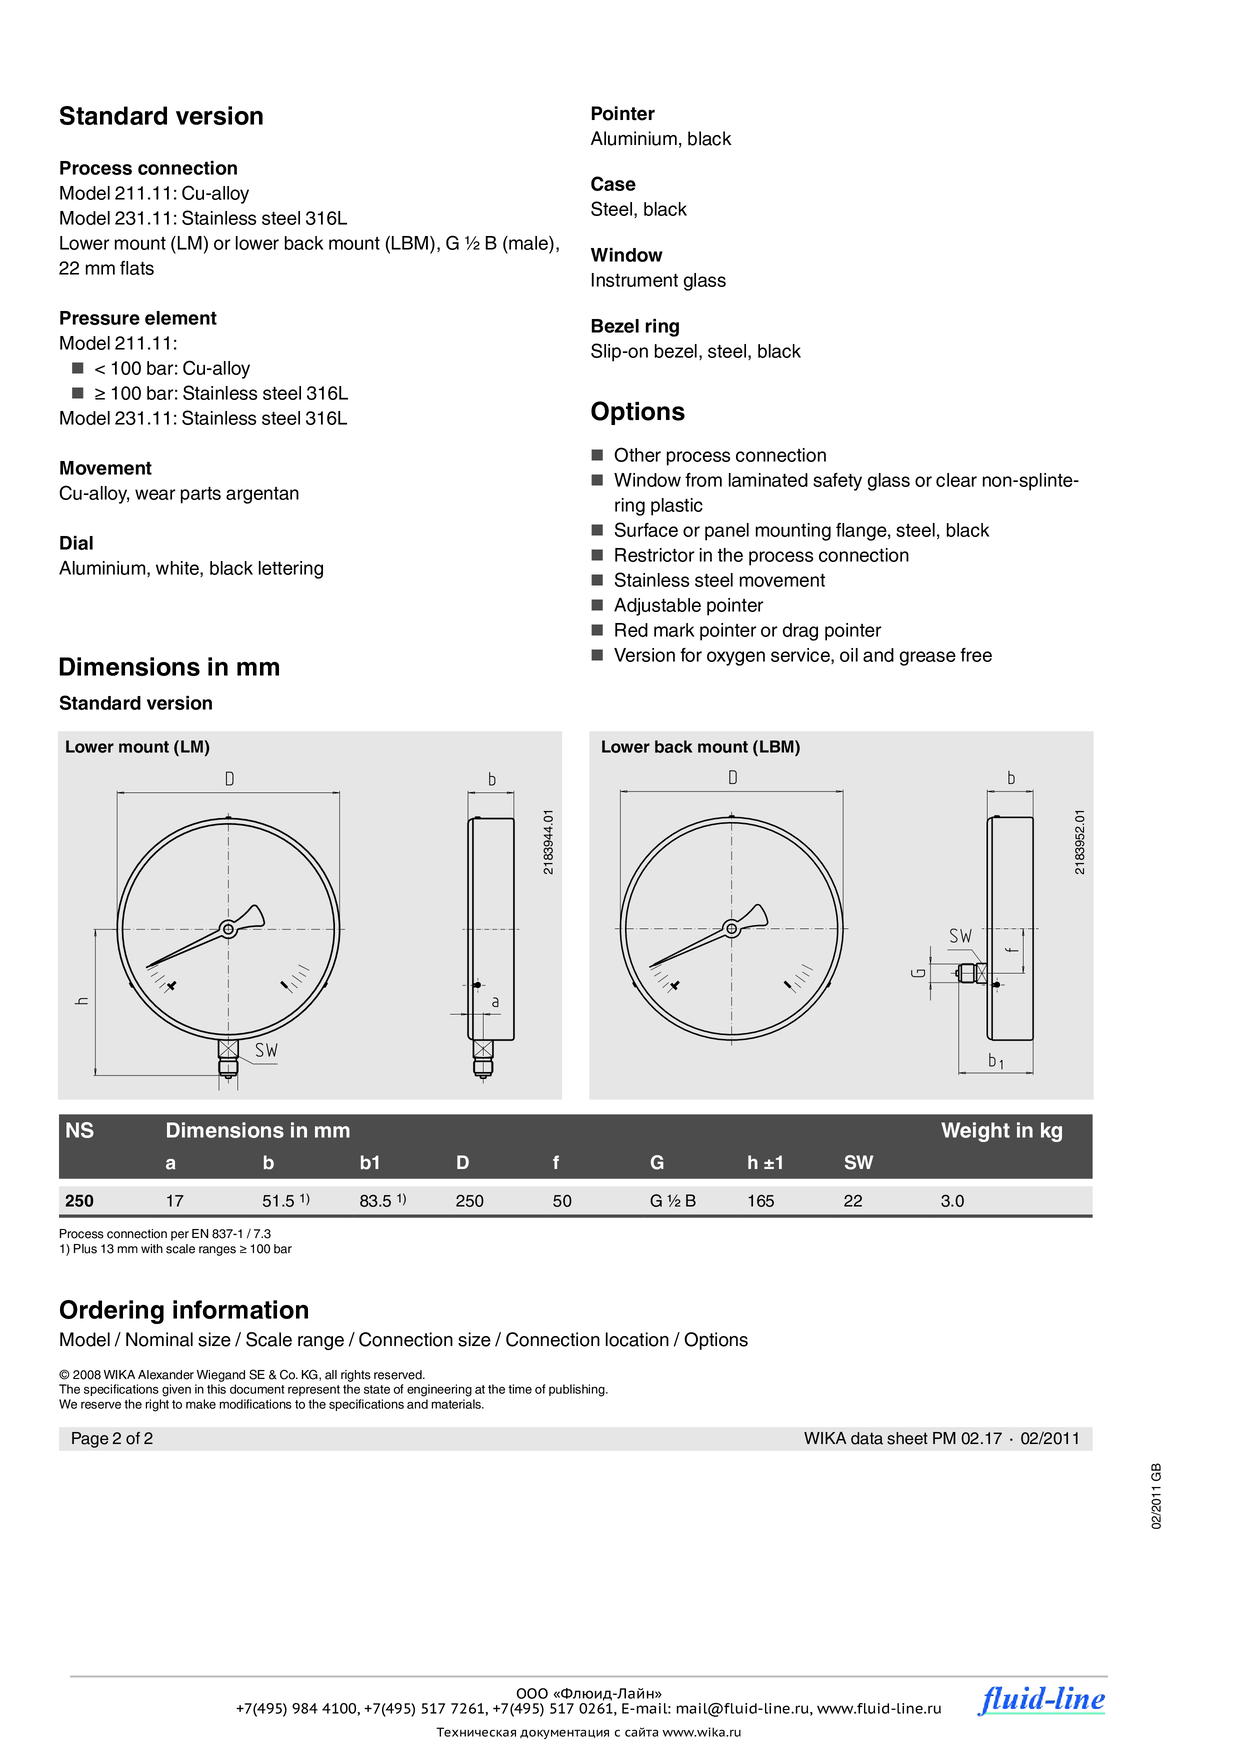 Standard version
Process connection
Model 211.11: Cu-alloy
Model 231.11: Stainless steel 316L
Lower mount (LM) or lower back mount (LBM), G ½ B (male),
22 mm flats
Pressure element
Model 211.11:
■ < 100 bar: Cu-alloy
■ ≥ 100 bar: Stainless steel 316L
Model 231.11: Stainless steel 316L
Movement
Cu-alloy, wear parts argentan
Dial
Aluminium, white, black lettering
Pointer
Aluminium, black
Case
Steel, black
Window
Instrument glass
Bezel ring
Slip-on bezel, steel, black
Options
■ Other process connection
■ Window from laminated safety glass or clear non-splinte-
ring plastic
■ Surface or panel mounting flange, steel, black
■ Restrictor in the process connection
■ Stainless steel movement
■ Adjustable pointer
■ Red mark pointer or drag pointer
■ Version for oxygen service, oil and grease free
Dimensions in mm
Standard version
Lower mount (LM)
D
b
2183944.01
h
a
SW
Lower back mount (LBM)
D
b
2183952.01
SW
f
G
b1
NS Dimensions in mm Weight in kg
a b b1 D f G h ±1 SW
250 17 51.5 1) 83.5 1) 250 50 G ½ B 165 22 3.0
Process connection per EN 837-1 / 7.3
1) Plus 13 mm with scale ranges ≥ 100 bar
Ordering information
Model / Nominal size / Scale range / Connection size / Connection location / Options
© 2008 WIKA Alexander Wiegand SE & Co. KG, all rights reserved.
The specifications given in this document represent the state of engineering at the time of publishing.
We reserve the right to make modifications to the specifications and materials.
Page 2 of 2 WIKA data sheet PM 02.17 · 02/2011
02/2011 GB
ООО «Флюид-Лайн»
+7(495) 984 4100, +7(495) 517 7261, +7(495) 517 0261, E-mail: mail@fluid-line.ru, www.fluid-line.ru
fluid-line
Техническая документация с сайта www.wika.ru